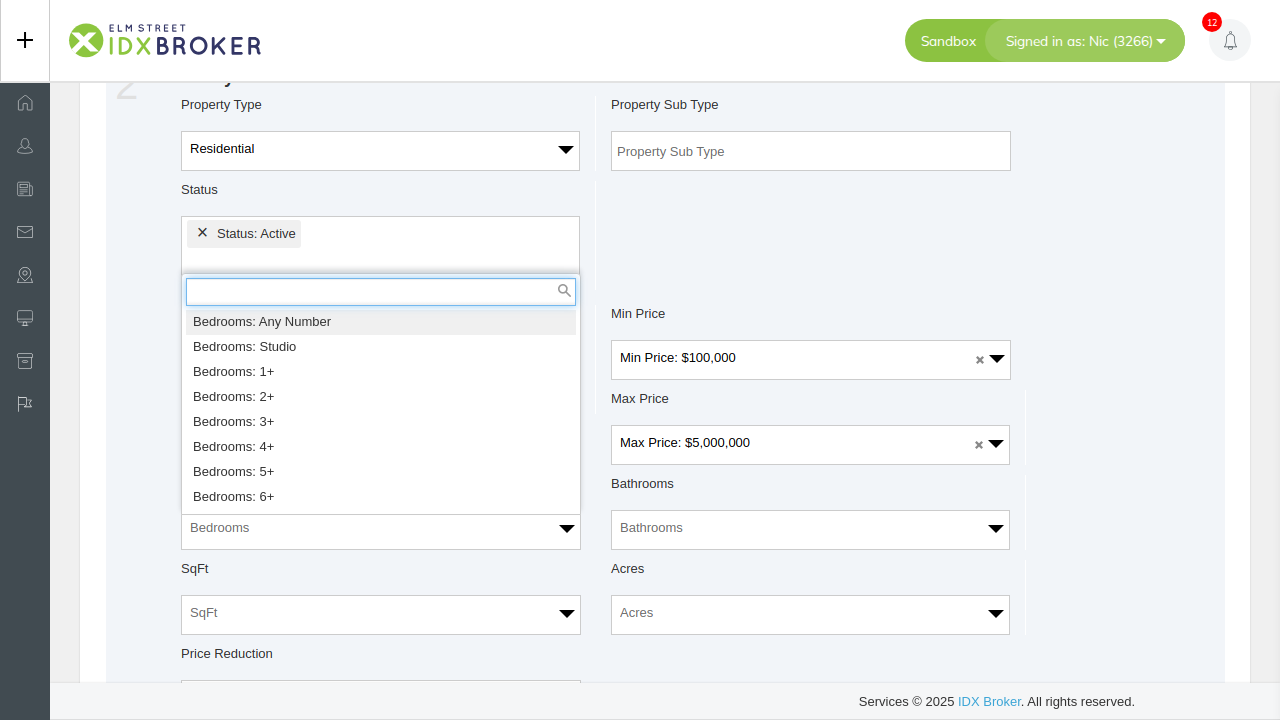 ELM STREET
IDXBROKER
Sandbox
Signed in as: Nic (3266)
12
2
Property Type
Property Sub Type
Residential
Property Sub Type
Status
× Status: Active
Bedrooms: Any Number
Bedrooms: Studio
Bedrooms: 1+
Bedrooms: 2+
Bedrooms: 3+
Bedrooms: 4+
Bedrooms: 5+
Bedrooms: 6+
Min Price
Min Price: $100,000
Max Price
Max Price: $5,000,000
Bathrooms
Bedrooms
Bathrooms
SqFt
Acres
SqFt
Acres
Price Reduction
Services © 2025 IDX Broker. All rights reserved.